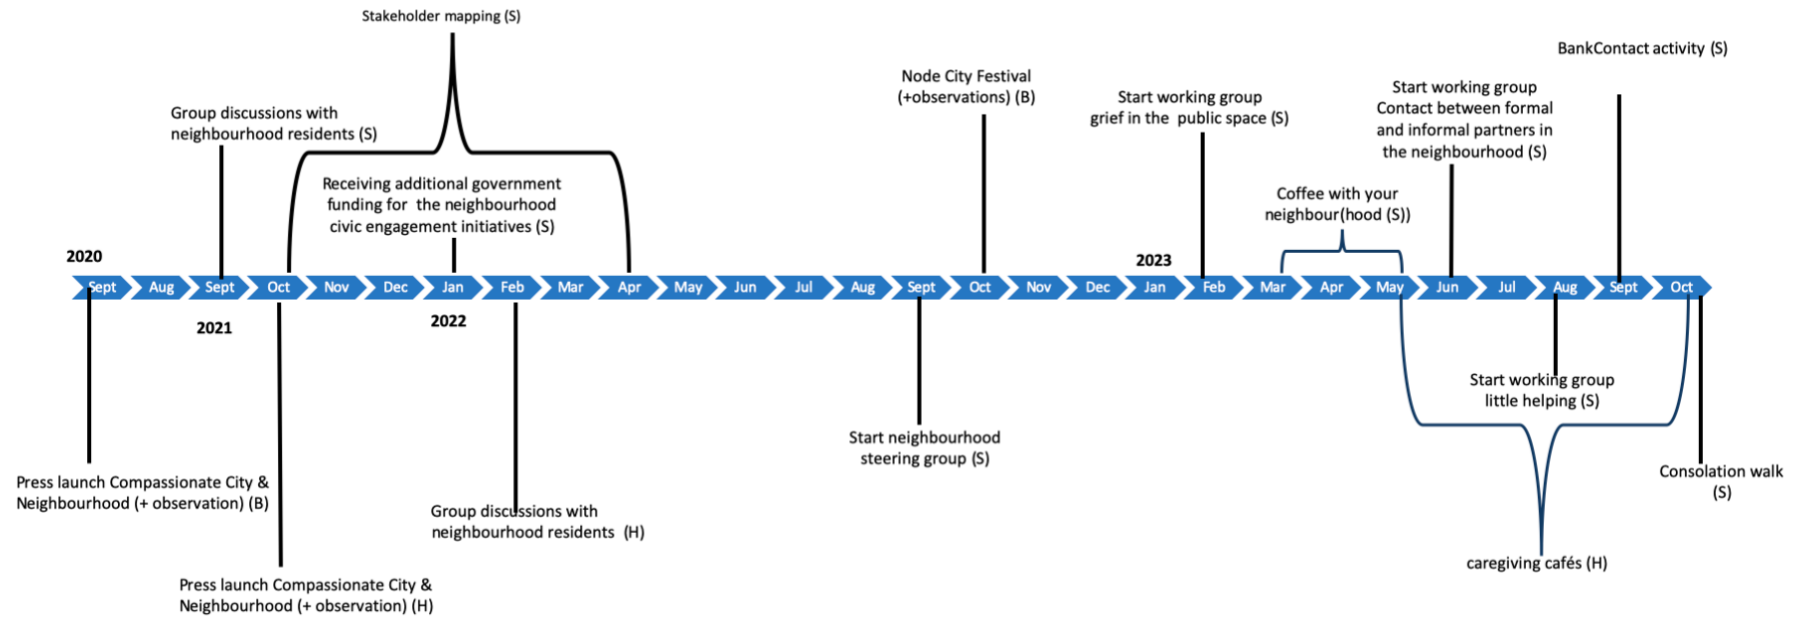 Stakeholder mapping (S)
BankContact activity (S)
Node City Festival
(+observations) (B)
Start working group
grief in the  public space (S)
Start working group
Contact between formal
and informal partners in
the neighbourhood (S)
Group discussions with
neighbourhood residents (S)
Receiving additional government
funding for  the neighbourhood
civic engagement initiatives (S)
Coffee with your
neighbour(hood (S))
2020
2023
Sept Aug Sept Oct Nov Dec Jan Feb Mar Apr May Jun Jul Aug Sept Oct Nov Dec Jan Feb Mar Apr May Jun Jul Aug Sept Oct
2021
2022
Start working group
little helping (S)
Start neighbourhood
steering group (S)
Consolation walk
(S)
Press launch Compassionate City &
Neighbourhood (+ observation) (B)
Group discussions with
neighbourhood residents  (H)
caregiving cafés (H)
Press launch Compassionate City &
Neighbourhood (+ observation) (H)